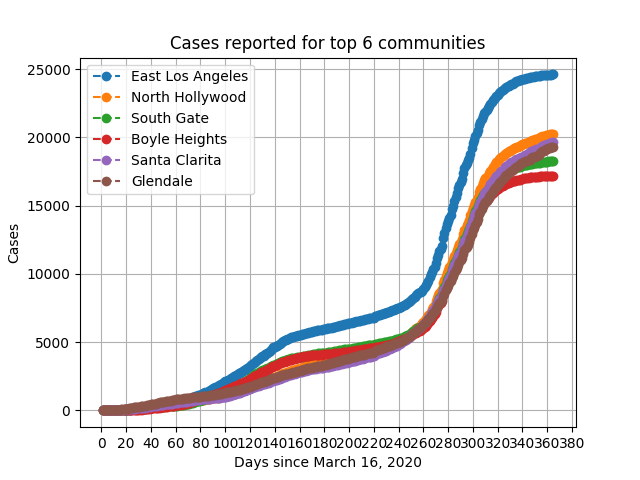 Cases reported for top 6 communities
East Los Angeles
North Hollywood
South Gate
Boyle Heights
Santa Clarita
Glendale
25000
20000
15000
10000
5000
0
Cases
0 20 40 60 80 100 120 140 160 180 200 220 240 260 280 300 320 340 360 380
Days since March 16, 2020